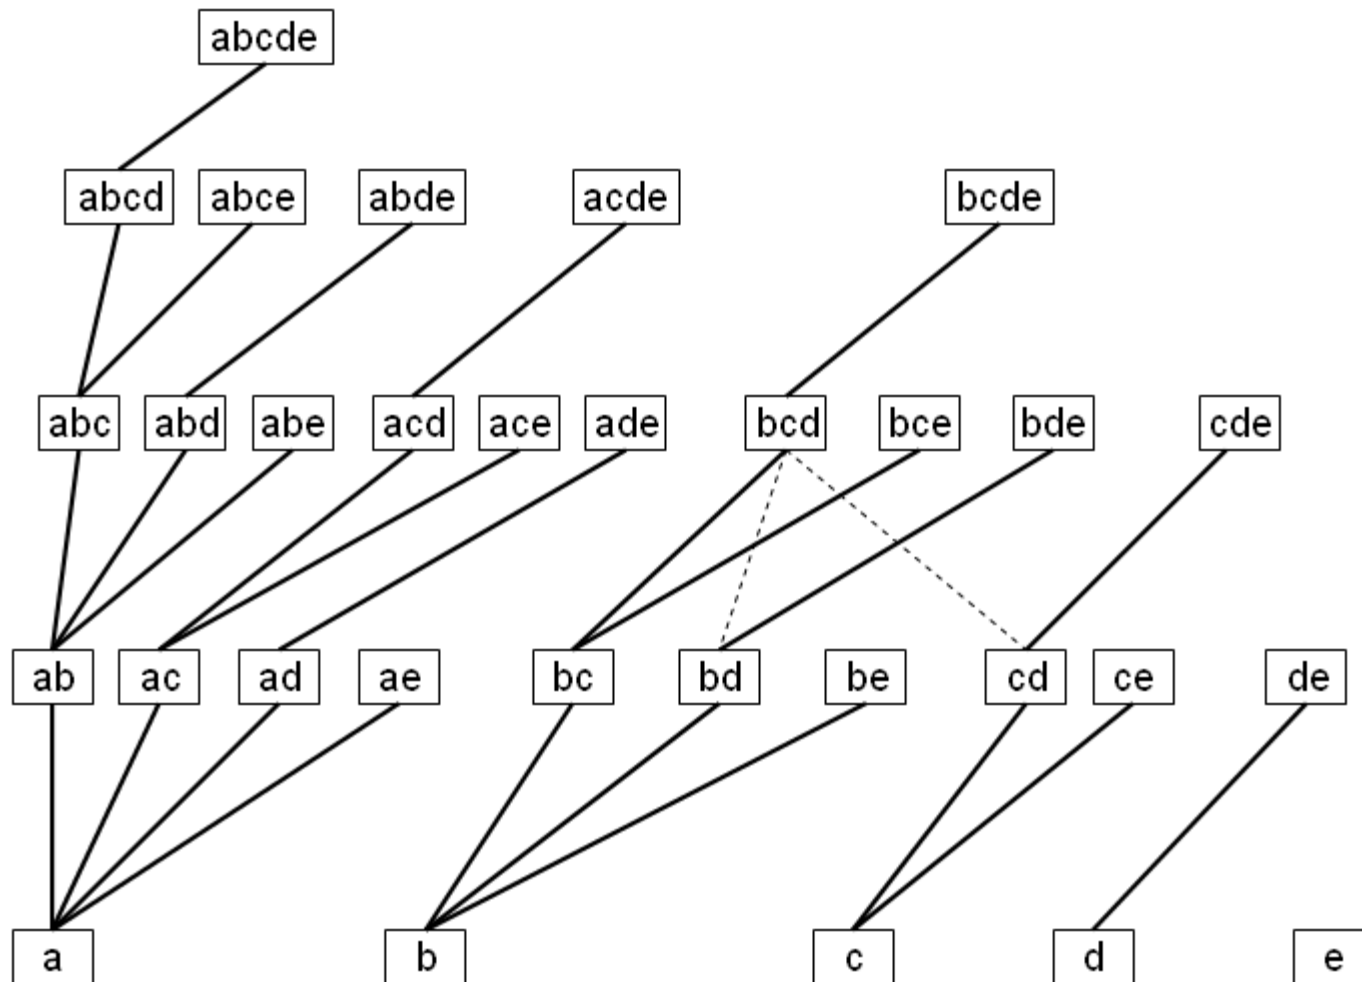 abcde
abcd abce abde acde bcde
abc abd abe acd ace ade bcd bce bde cde
ab ac ad ae bc bd be cd ce de
a b c d e